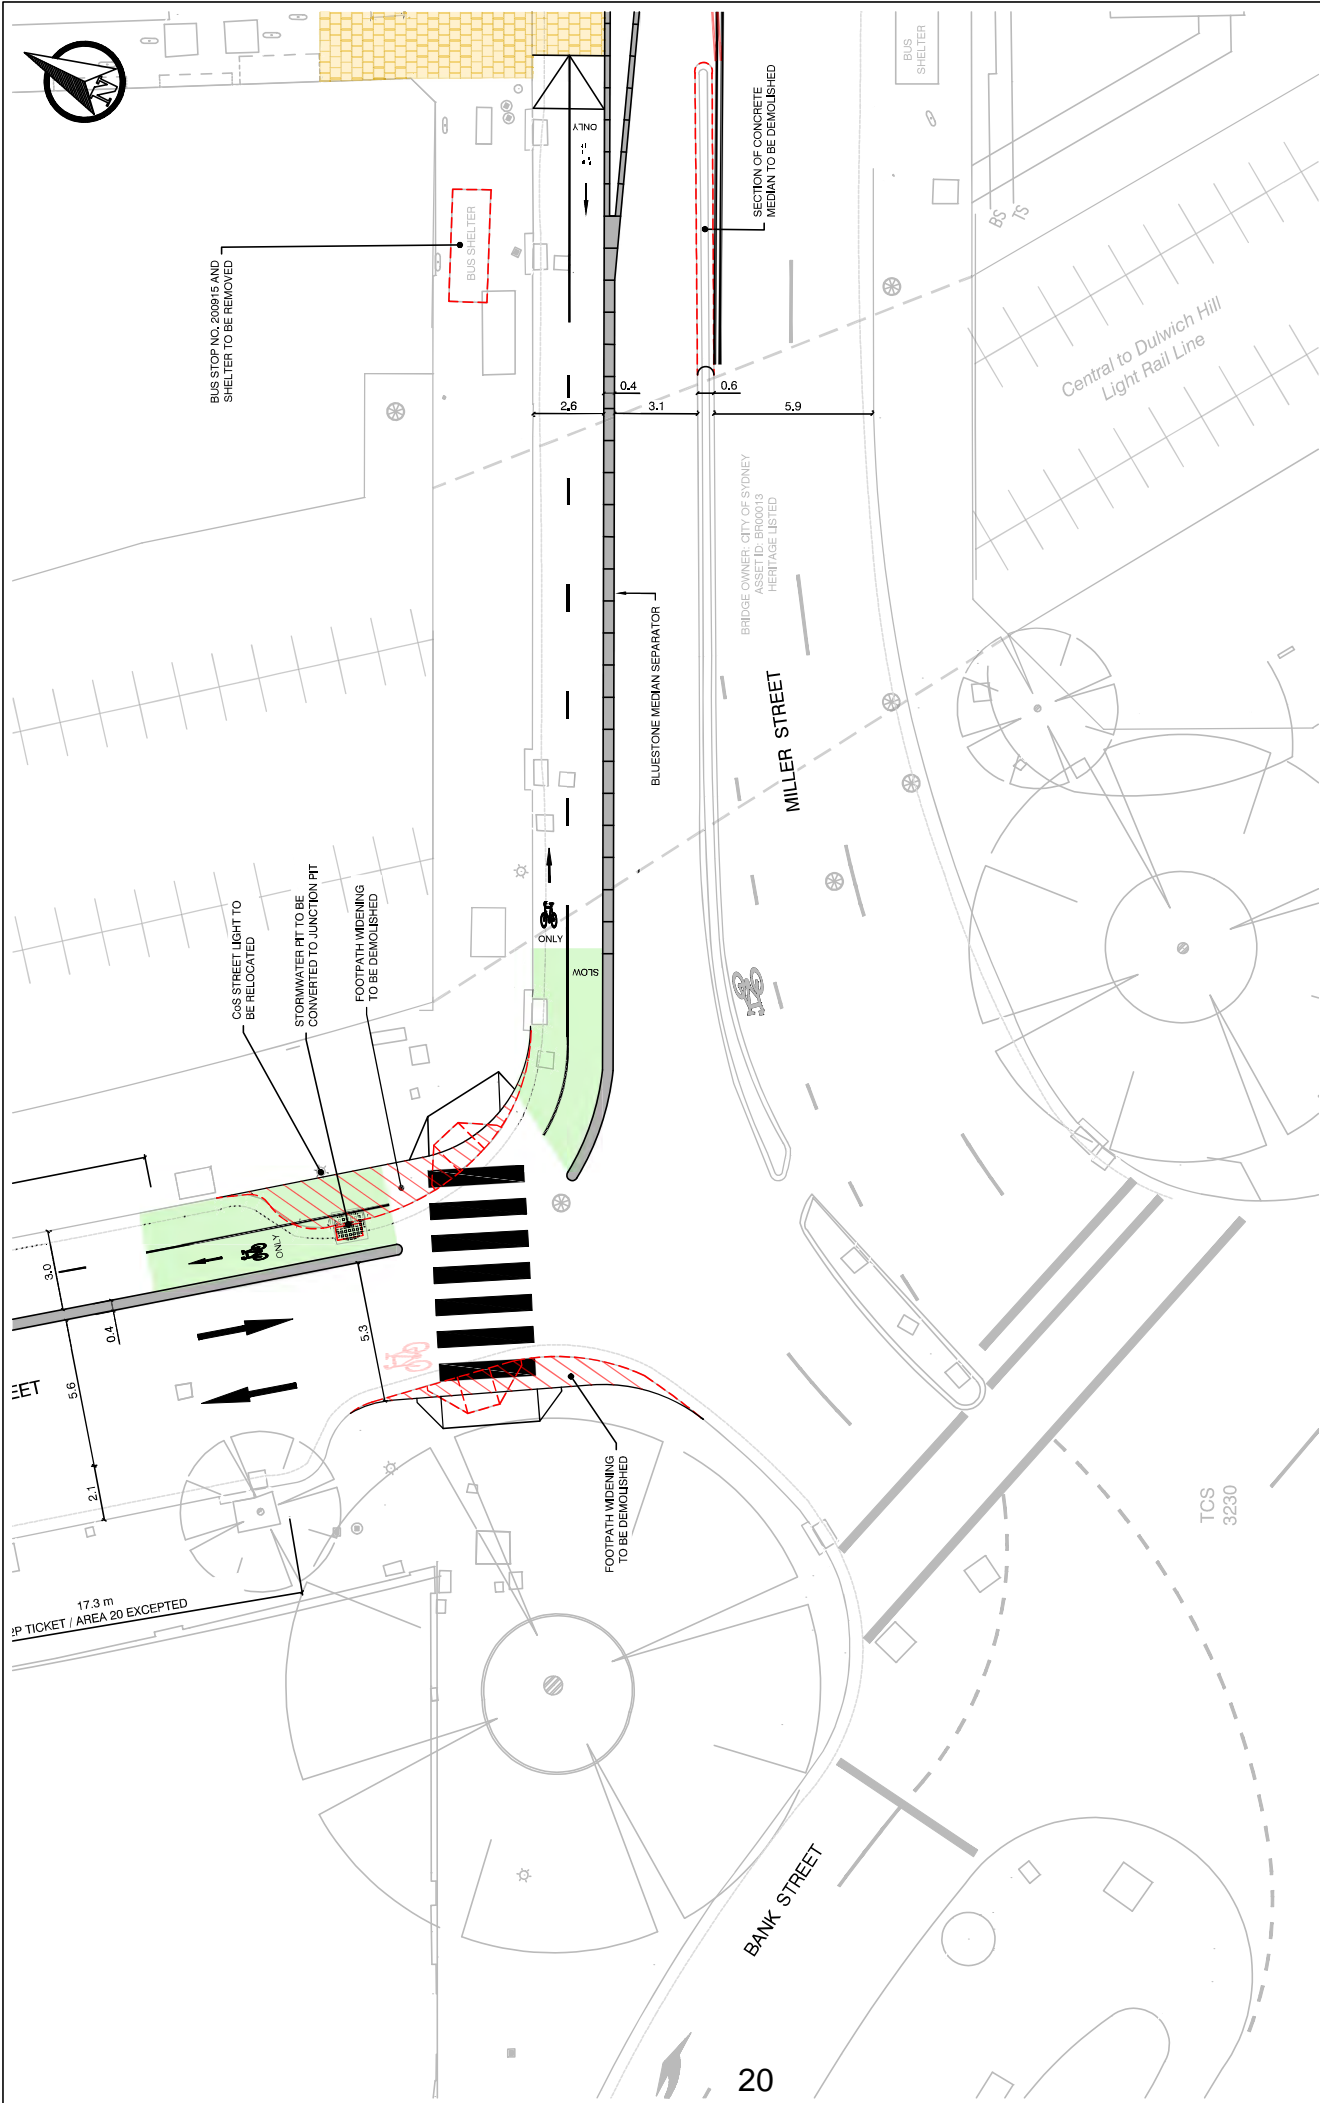 N
BUS
SHELTER
ONLY
SECTION OF CONCRETE
MEDIAN TO BE DEMOLISHED
BUS STOP NO. 200915 AND
SHELTER TO BE REMOVED
BUS SHELTER
BS
TS
Central to Dulwich Hill
Light Rail Line
2.6
0.4
3.1
0.6
5.9
BRIDGE OWNER: CITY OF SYDNEY
ASSET ID: BR00013
HERITAGE LISTED
BLUESTONE MEDIAN SEPARATOR
MILLER STREET
CoS STREET LIGHT TO
BE RELOCATED
STORMWATER PIT TO BE
CONVERTED TO JUNCTION PIT
FOOTPATH WIDENING
TO BE DEMOLISHED
ONLY
SLOW
ONLY
3.0
0.4
5.3
5.6
2.1
EET
FOOTPATH WIDENING
TO BE DEMOLISHED
17.3 m
2P TICKET / AREA 20 EXCEPTED
TCS
3230
BANK STREET
20